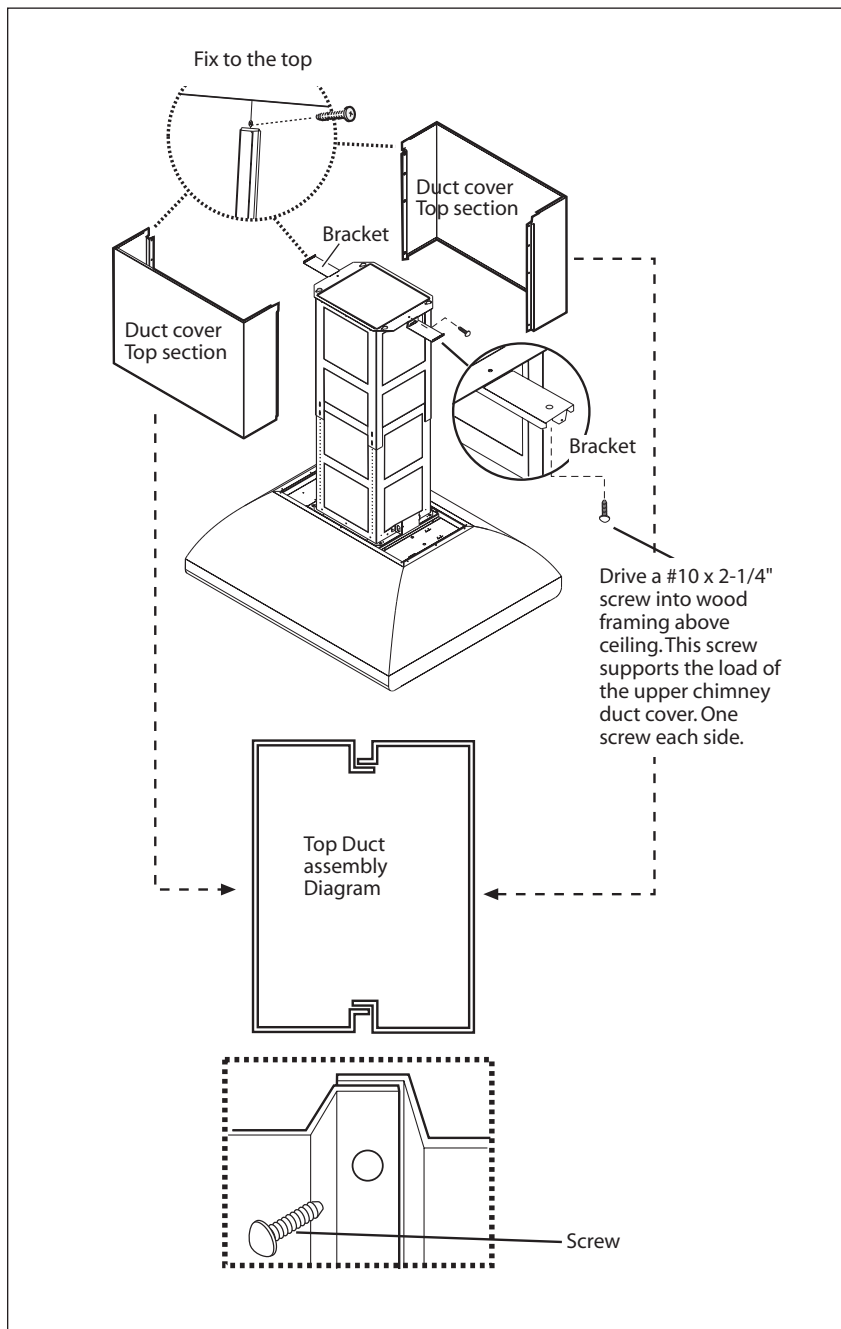 Fix to the top
Duct cover
Top section
Bracket
Duct cover
Top section
Bracket
Drive a #10 x 2-1/4"
screw into wood
framing above
ceiling. This screw
supports the load of
the upper chimney
duct cover. One
screw each side.
Top Duct
assembly
Diagram
Screw